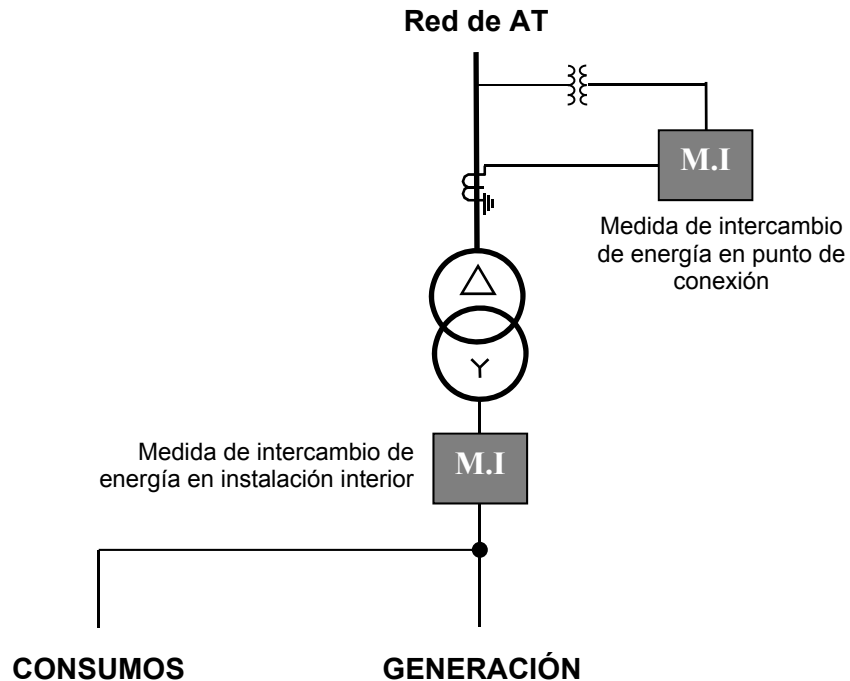 Red de AT
M.I
Medida de intercambio
de energía en punto de
conexión
Medida de intercambio de
energía en instalación interior
M.I
CONSUMOS
GENERACIÓN